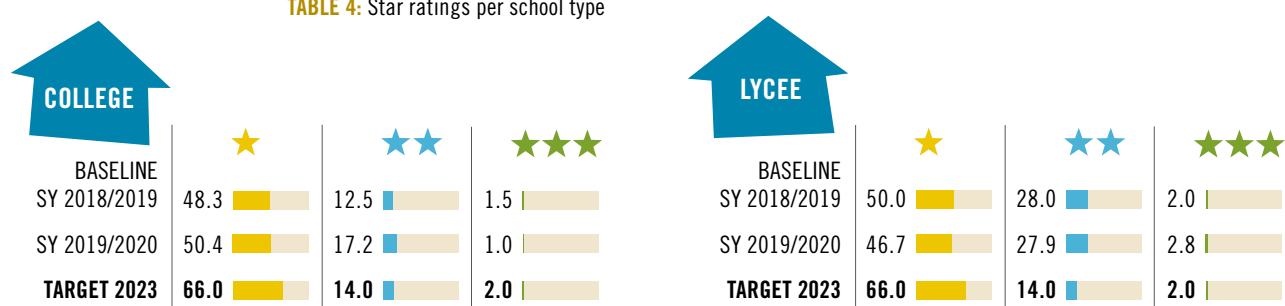 TABLE 4: Star ratings per school type
COLLEGE
BASELINE
SY 2018/2019 48.3 12.5 1.5
SY 2019/2020 50.4 17.2 1.0
TARGET 2023 66.0 14.0 2.0
LYCEE
BASELINE
SY 2018/2019 50.0 28.0 2.0
SY 2019/2020 46.7 27.9 2.8
TARGET 2023 66.0 14.0 2.0